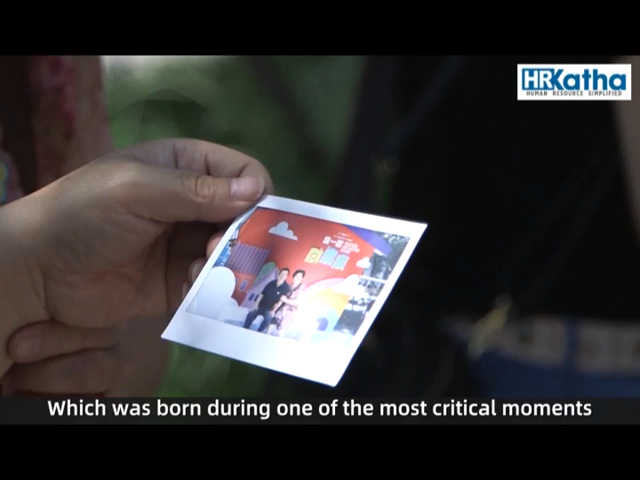 HRKatha
HUMAN RESOURCE SIMPLIFIED
Which was born during one of the most critical moments